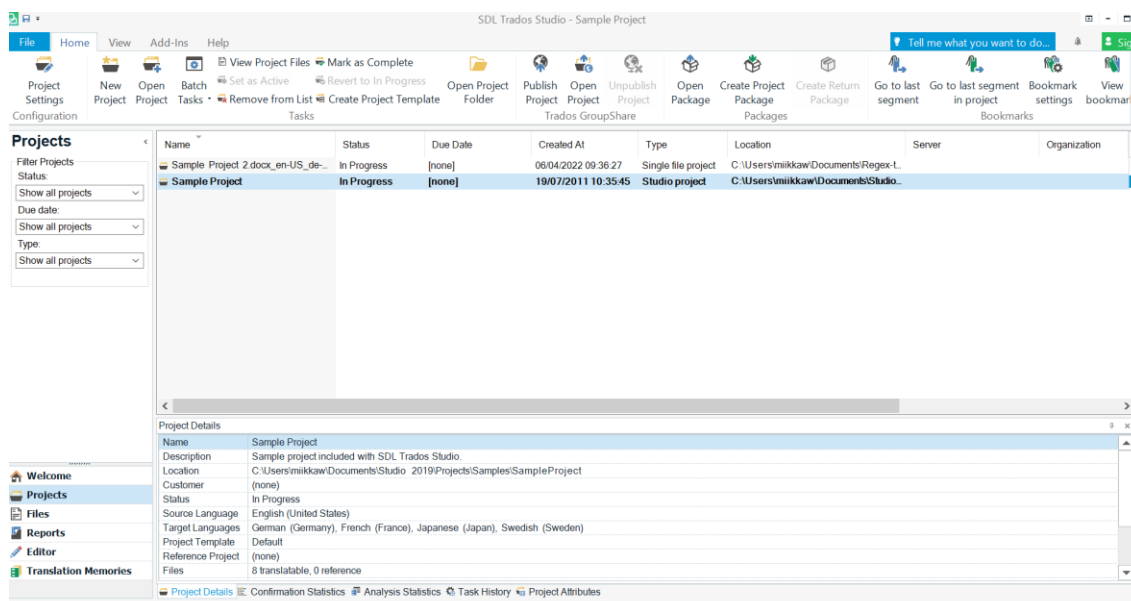 SDL Trados Studio - Sample Project
File Home View Add-Ins Help
Tell me what you want to do...
Project Settings
New Project
Open Project
Batch Tasks
View Project Files
Mark as Complete
Set as Active
Revert to In Progress
Remove from List
Create Project Template
Open Project Folder
Publish Project
Open Project
Unpublish Project
Open Package
Create Project Package
Create Return Package
Go to last segment
Go to last segment in project
Bookmark settings
View
Configuration Tasks Trados GroupShare Packages Bookmarks
Projects
Filter Projects
Status:
Show all projects
Due date:
Show all projects
Type:
Show all projects
Name Status Due Date Created At Type Location Server Organization
Sample Project 2.docx_en-US_de-... In Progress [none] 06/04/2022 09:36:27 Single file project C:\Users\miikkaw\Documents\Regex-t...
Sample Project In Progress [none] 19/07/2011 10:35:45 Studio project C:\Users\miikkaw\Documents\Studio...
Project Details
Name Sample Project
Description Sample project included with SDL Trados Studio.
Location C:\Users\miikkaw\Documents\Studio 2019\Projects\Samples\SampleProject
Customer (none)
Status In Progress
Source Language English (United States)
Target Languages German (Germany), French (France), Japanese (Japan), Swedish (Sweden)
Project Template Default
Reference Project (none)
Files 8 translatable, 0 reference
Welcome
Projects
Files
Reports
Editor
Translation Memories
Project Details Confirmation Statistics Analysis Statistics Task History Project Attributes